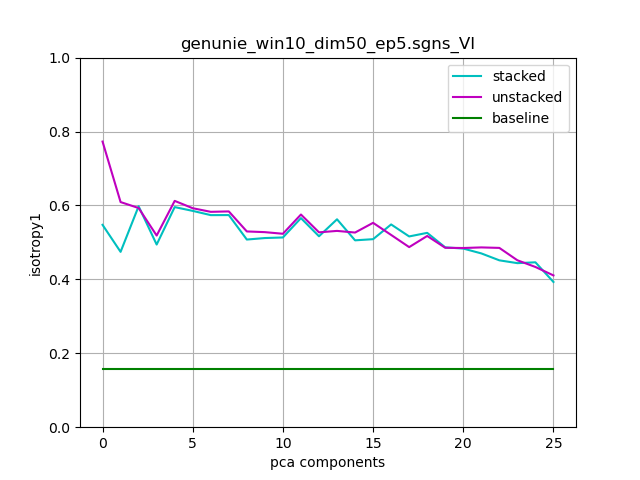 genunie_win10_dim50_ep5.sgns_VI
stacked
unstacked
baseline
1.0
0.8
0.6
0.4
0.2
0.0
isotropy1
0 5 10 15 20 25
pca components